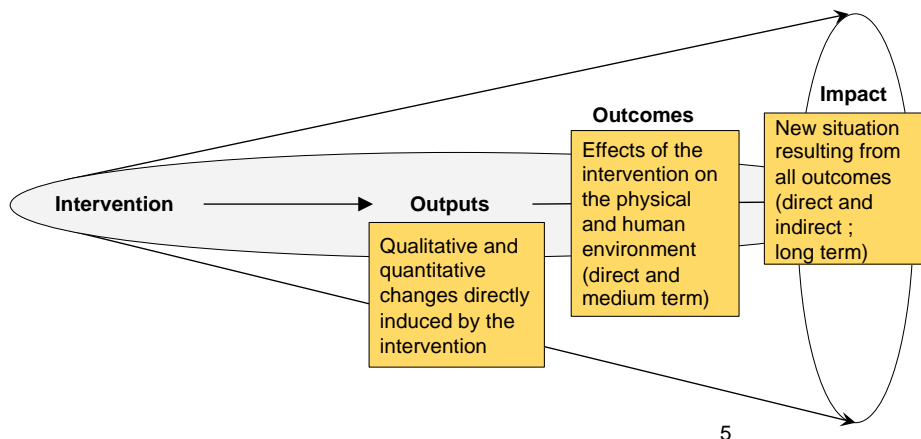 Intervention
Outputs
Qualitative and
quantitative
changes directly
induced by the
intervention
Outcomes
Effects of the
intervention on
the physical
and human
environment
(direct and
medium term)
Impact
New situation
resulting from
all outcomes
(direct and
indirect ;
long term)
5